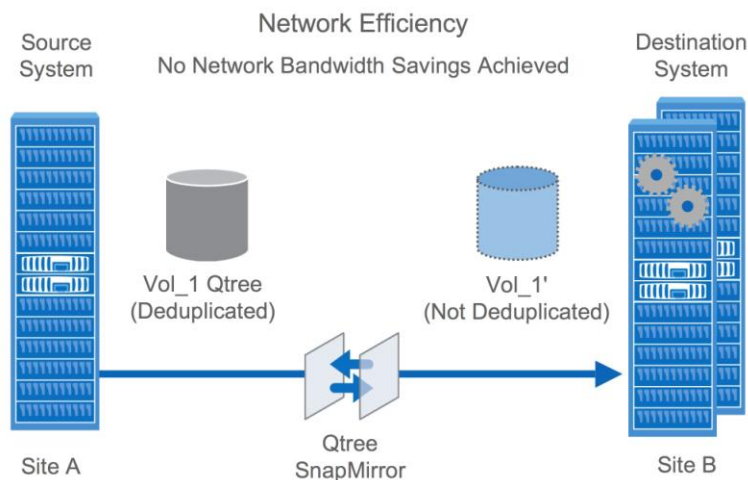 Network Efficiency
No Network Bandwidth Savings Achieved
Source
System
Destination
System
Vol_1 Qtree
(Deduplicated)
Vol_1'
(Not Deduplicated)
Qtree
SnapMirror
Site A
Site B